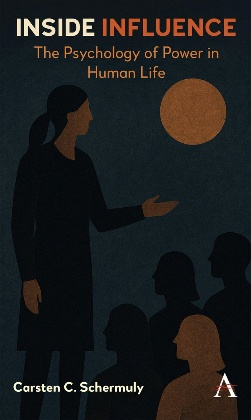 INSIDE INFLUENCE
The Psychology of Power in
Human Life
Carsten C. Schermuly
A